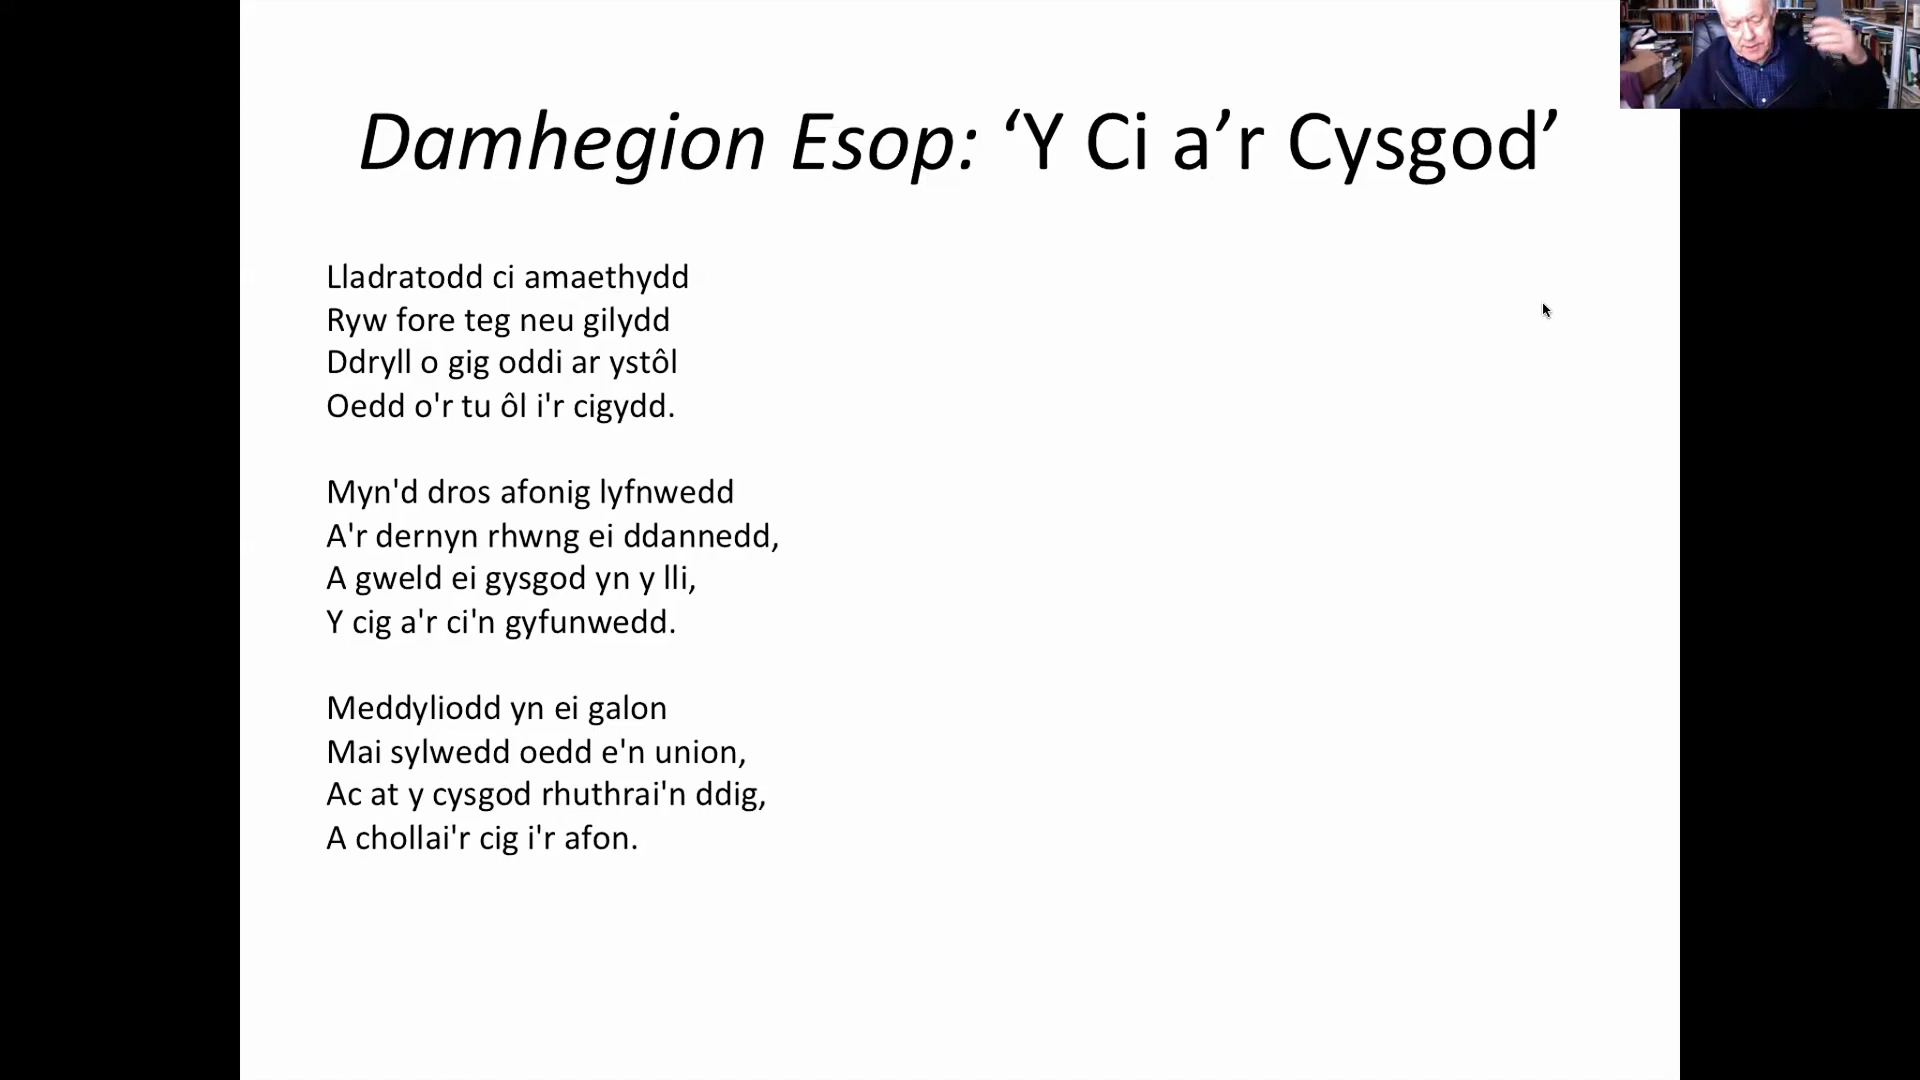 Damhegion Esop: ‘Y Ci a’r Cysgod’
Lladratodd ci amaethydd
Ryw fore teg neu gilydd
Ddryll o gig oddi ar ystôl
Oedd o'r tu ôl i'r cigydd.
Myn'd dros afonig lyfnwedd
A'r dernyn rhwng ei ddannedd,
A gweld ei gysgod yn y lli,
Y cig a'r ci'n gyfunwedd.
Meddyliodd yn ei galon
Mai sylwedd oedd e'n union,
Ac at y cysgod rhuthrai'n ddig,
A chollai'r cig i'r afon.